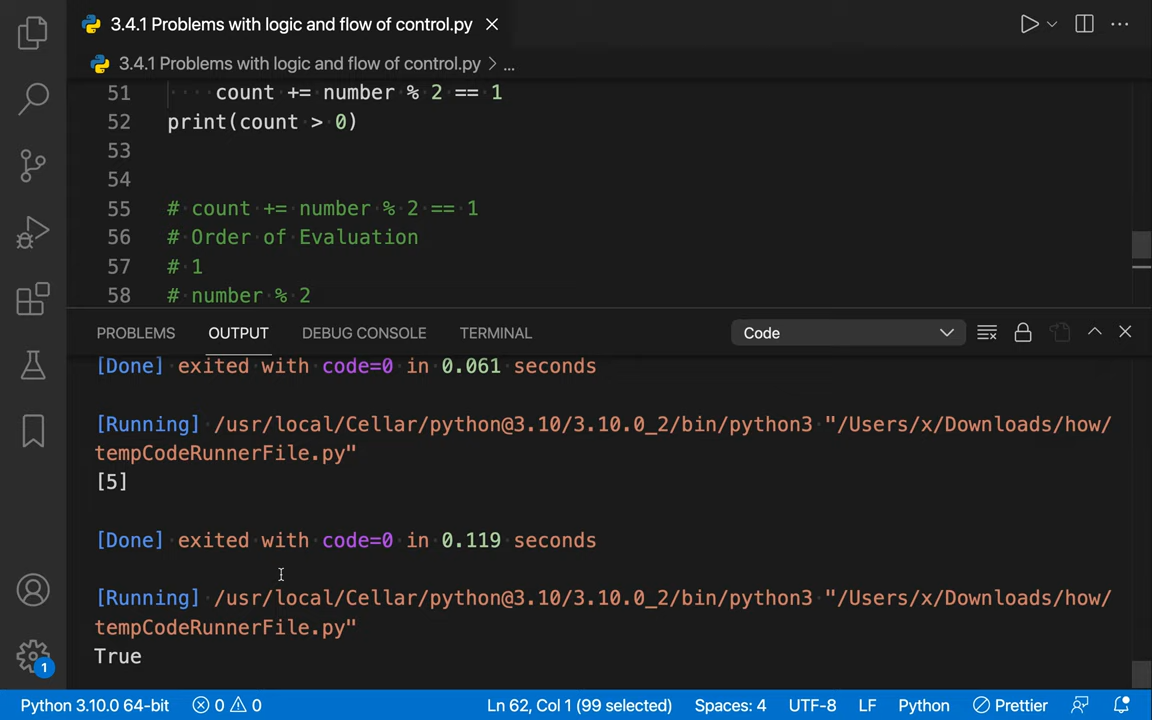 3.4.1 Problems with logic and flow of control.py
3.4.1 Problems with logic and flow of control.py > ...
51 count += number % 2 == 1
52 print(count > 0)
53
54
55 # count += number % 2 == 1
56 # Order of Evaluation
57 # 1
58 # number % 2
PROBLEMS OUTPUT DEBUG CONSOLE TERMINAL Code
[Done] exited with code=0 in 0.061 seconds
[Running] /usr/local/Cellar/python@3.10/3.10.0_2/bin/python3 "/Users/x/Downloads/how/
tempCodeRunnerFile.py"
[5]
[Done] exited with code=0 in 0.119 seconds
[Running] /usr/local/Cellar/python@3.10/3.10.0_2/bin/python3 "/Users/x/Downloads/how/
tempCodeRunnerFile.py"
True
1
Python 3.10.0 64-bit 0 0 Ln 62, Col 1 (99 selected) Spaces: 4 UTF-8 LF Python Prettier